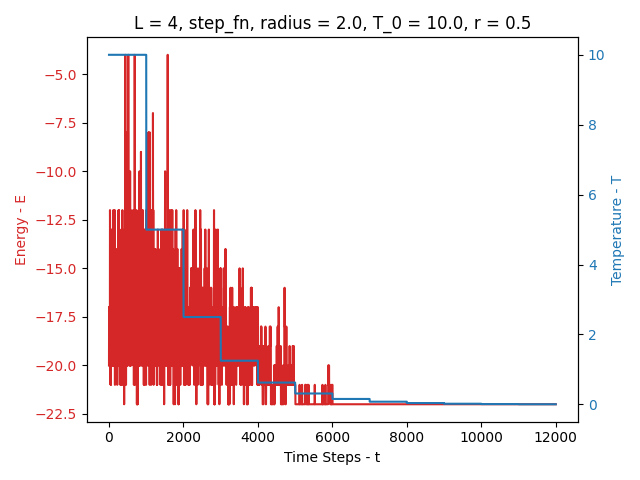 L = 4, step_fn, radius = 2.0, T_0 = 10.0, r = 0.5
Energy - E
−5.0
−7.5
−10.0
−12.5
−15.0
−17.5
−20.0
−22.5
10
8
6
4
2
0
Temperature - T
0 2000 4000 6000 8000 10000 12000
Time Steps - t